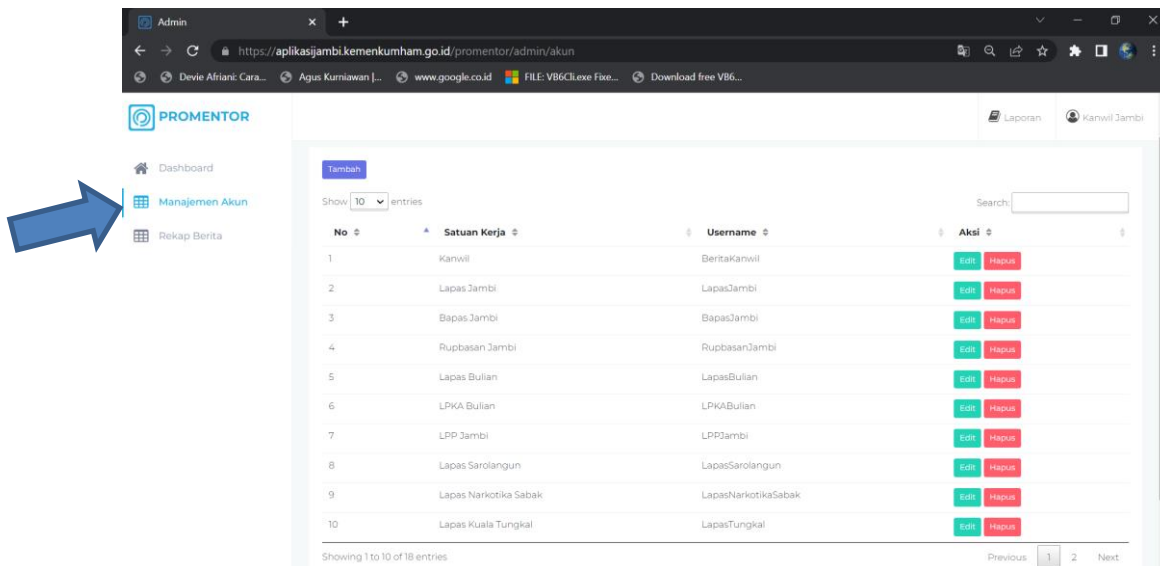 Admin
https://aplikasijambi.kemenkumham.go.id/promentor/admin/akun
Devie Afriani: Cara... Agus Kurniawan |... www.google.co.id FILE: VB6Cli.exe Fixe... Download free VB6...
PROMENTOR Laporan Kanwil Jambi
Dashboard
Manajemen Akun
Rekap Berita
Tambah
Show 10 entries Search:
No Satuan Kerja Username Aksi
1 Kanwil BeritaKanwil Edit Hapus
2 Lapas Jambi LapasJambi Edit Hapus
3 Bapas Jambi BapasJambi Edit Hapus
4 Rupbasan Jambi RupbasanJambi Edit Hapus
5 Lapas Bulian LapasBulian Edit Hapus
6 LPKA Bulian LPKABulian Edit Hapus
7 LPP Jambi LPPJambi Edit Hapus
8 Lapas Sarolangun LapasSarolangun Edit Hapus
9 Lapas Narkotika Sabak LapasNarkotikaSabak Edit Hapus
10 Lapas Kuala Tungkal LapasTungkal Edit Hapus
Showing 1 to 10 of 18 entries Previous 1 2 Next